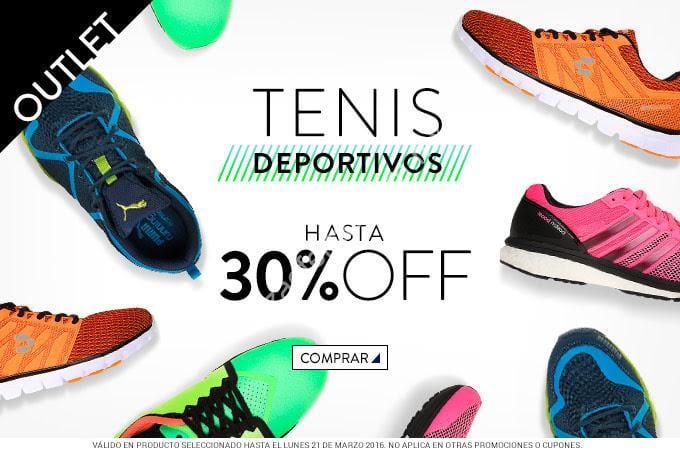 OUTLET
TENIS
DEPORTIVOS
HASTA
30%OFF
COMPRAR
PUMA
VÁLIDO EN PRODUCTO SELECCIONADO HASTA EL LUNES 21 DE MARZO 2016. NO APLICA EN OTRAS PROMOCIONES O CUPONES.